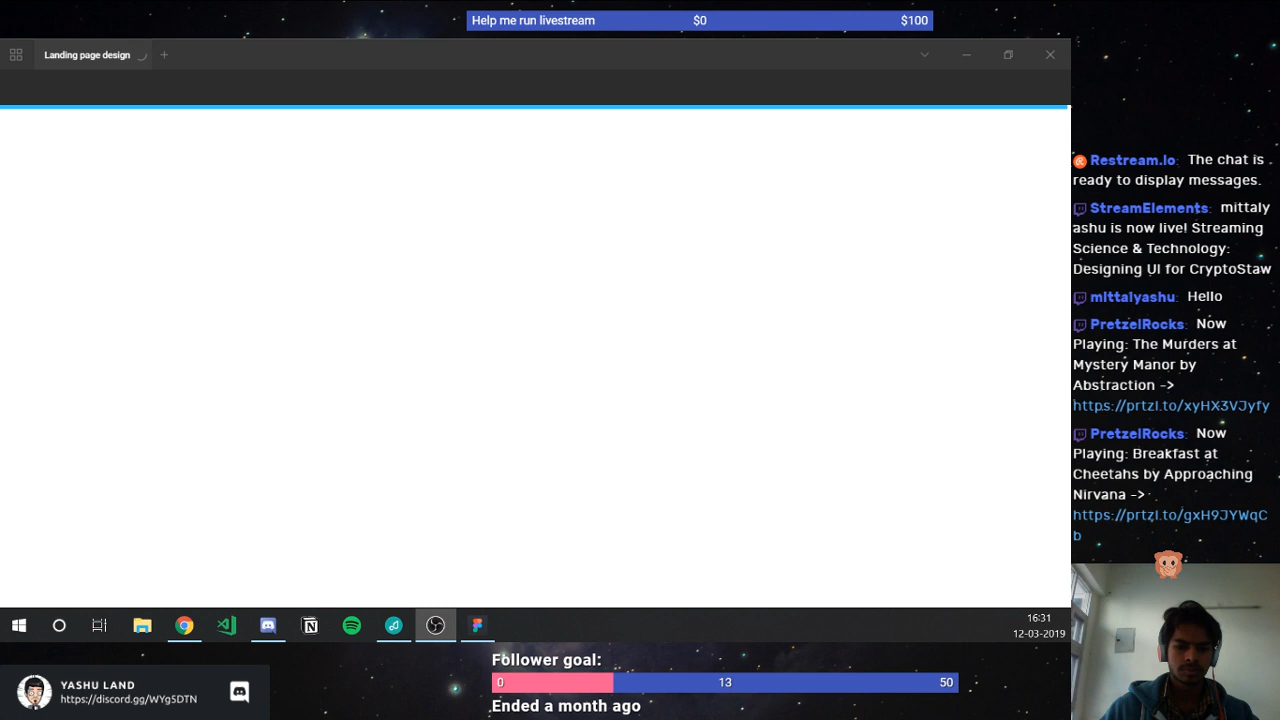 Help me run livestream $0 $100
Landing page design
Restream.io: The chat is
ready to display messages.
StreamElements: mittaly
ashu is now live! Streaming
Science & Technology:
Designing UI for CryptoStaw
mittalyashu: Hello
PretzelRocks: Now
Playing: The Murders at
Mystery Manor by
Abstraction ->
https://prtzl.to/xyHX3VJyfy
PretzelRocks: Now
Playing: Breakfast at
Cheetahs by Approaching
Nirvana ->
https://prtzl.to/gxH9JYWqC
b
16:31
12-03-2019
Follower goal:
0 13 50
Ended a month ago
YASHU LAND
https://discord.gg/WYg5DTN